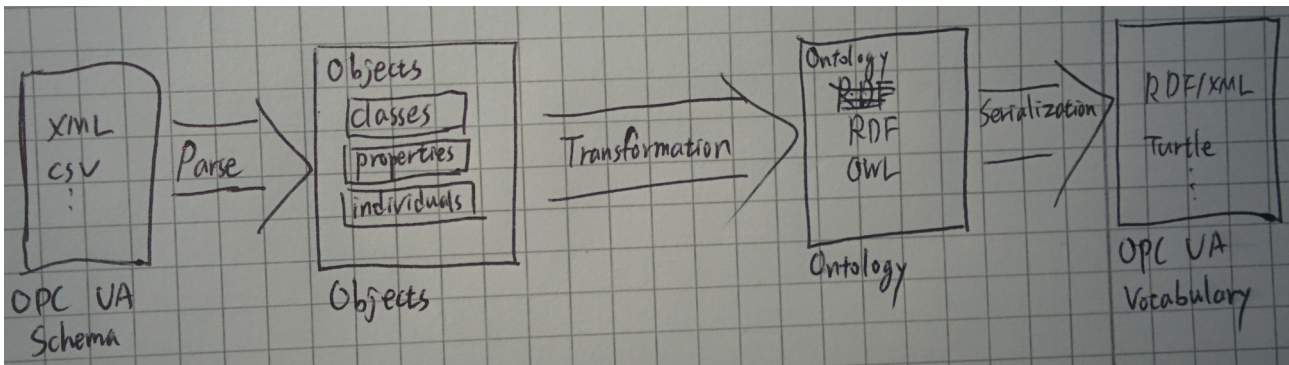 XML
CSV
⋮
OPC UA
Schema
Parse
Objects
classes
properties
individuals
Objects
Transformation
Ontology
RDF
RDF
OWL
Ontology
Serialization
RDF/XML
Turtle
⋮
OPC UA
Vocabulary